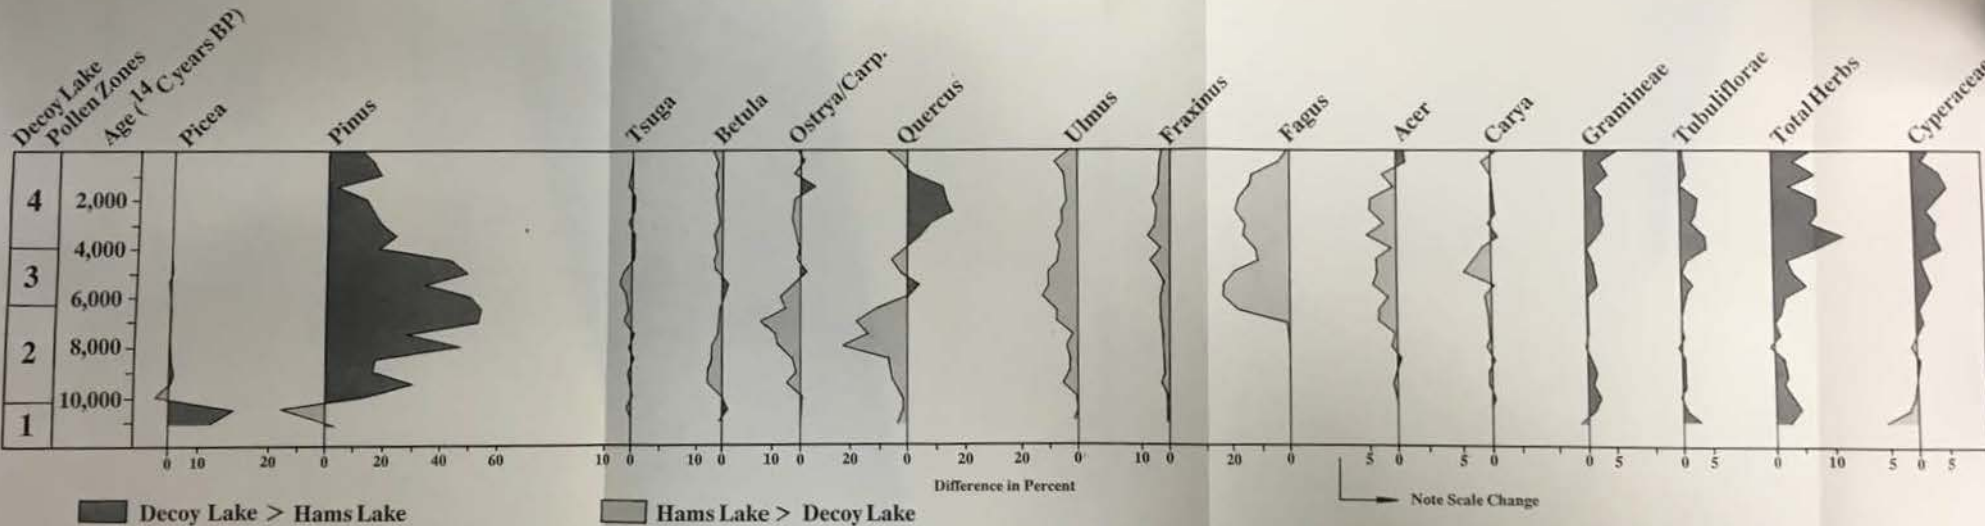 Decoy Lake
Pollen Zones
Age (14 C years BP)
Picea
Pinus
Tsuga
Betula
Ostrya/Carp.
Quercus
Ulmus
Fraxinus
Fagus
Acer
Carya
Gramineae
Tubuliflorae
Total Herbs
Cyperaceae
4
2,000
4,000
3
6,000
2
8,000
10,000
1
0 10 20 0 20 40 60 10 0 10 0 10 0 20 0 20 20 0 10 0 20 0 5 0 5 0 0 5 0 5 0 10 5 0 5
Difference in Percent
Note Scale Change
Decoy Lake > Hams Lake
Hams Lake > Decoy Lake